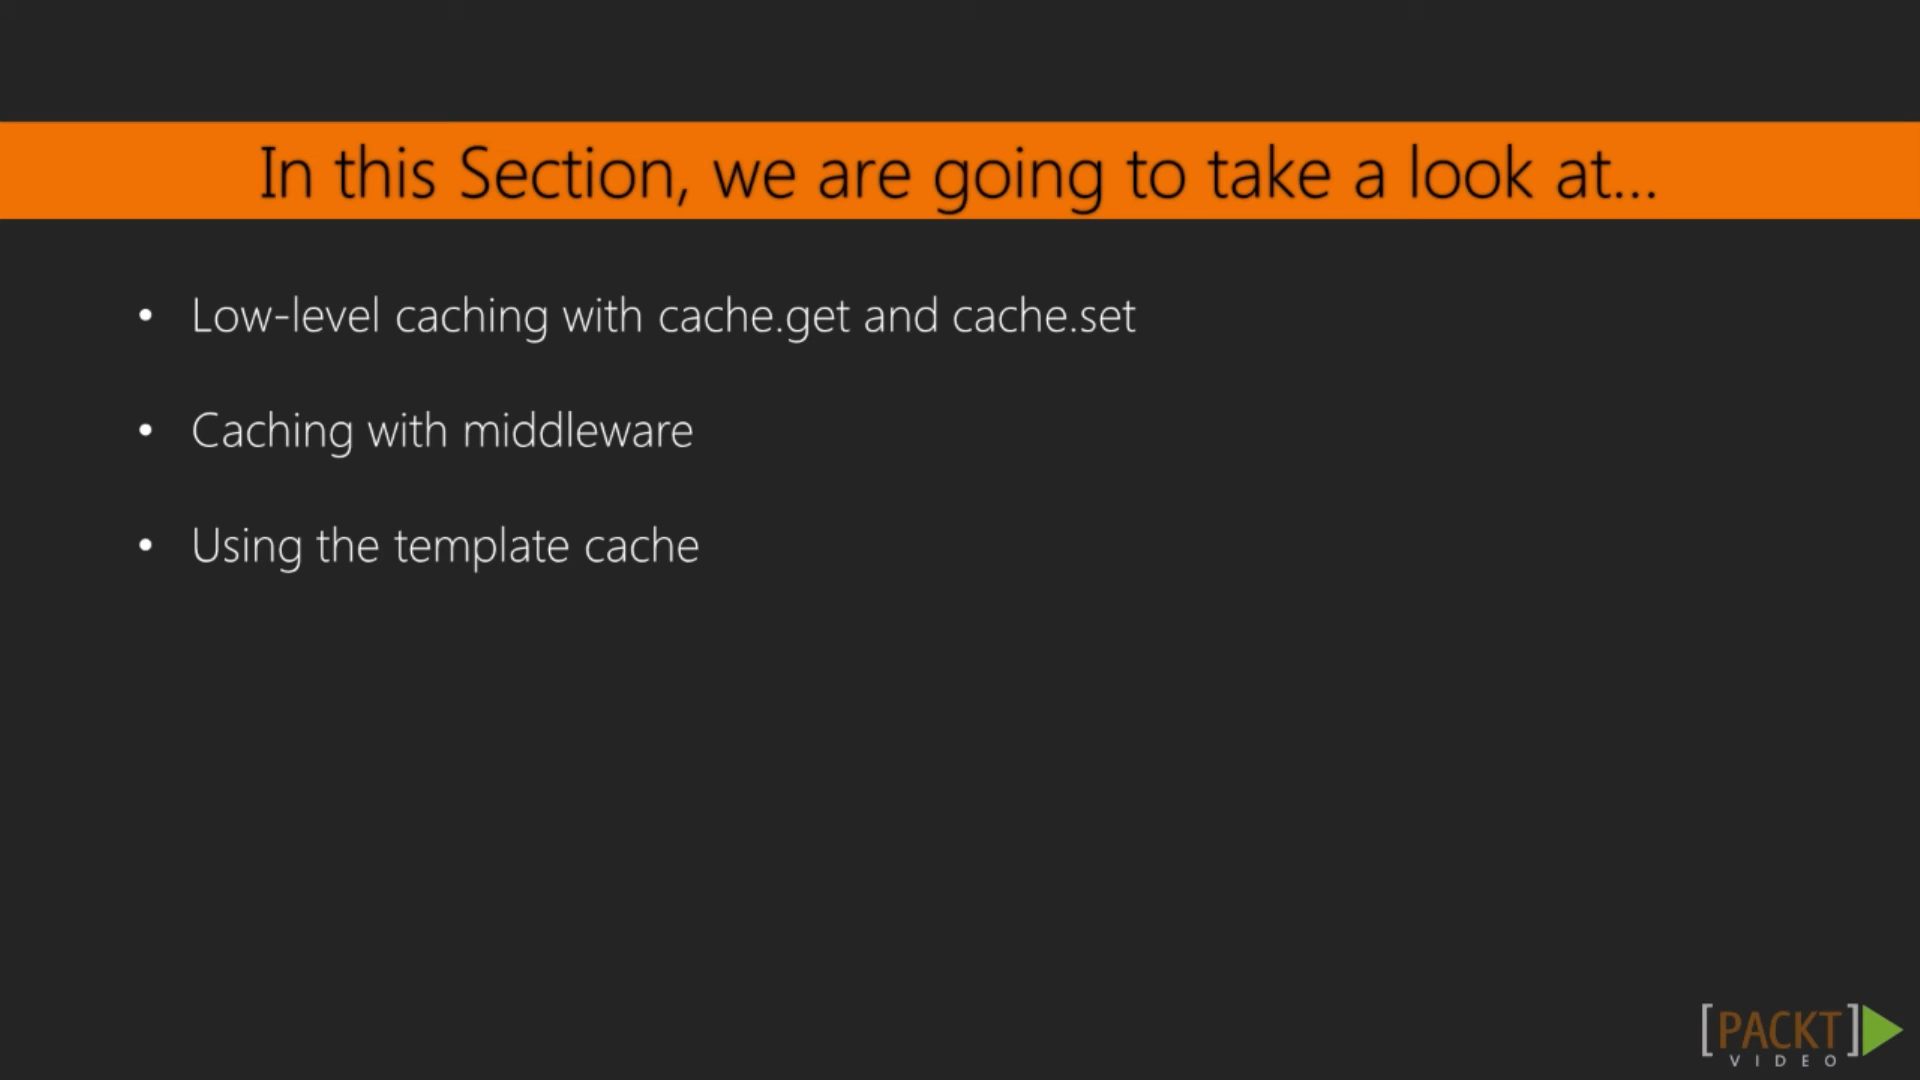 In this Section, we are going to take a look at...
• Low-level caching with cache.get and cache.set
• Caching with middleware
• Using the template cache
[PACKT]
VIDEO